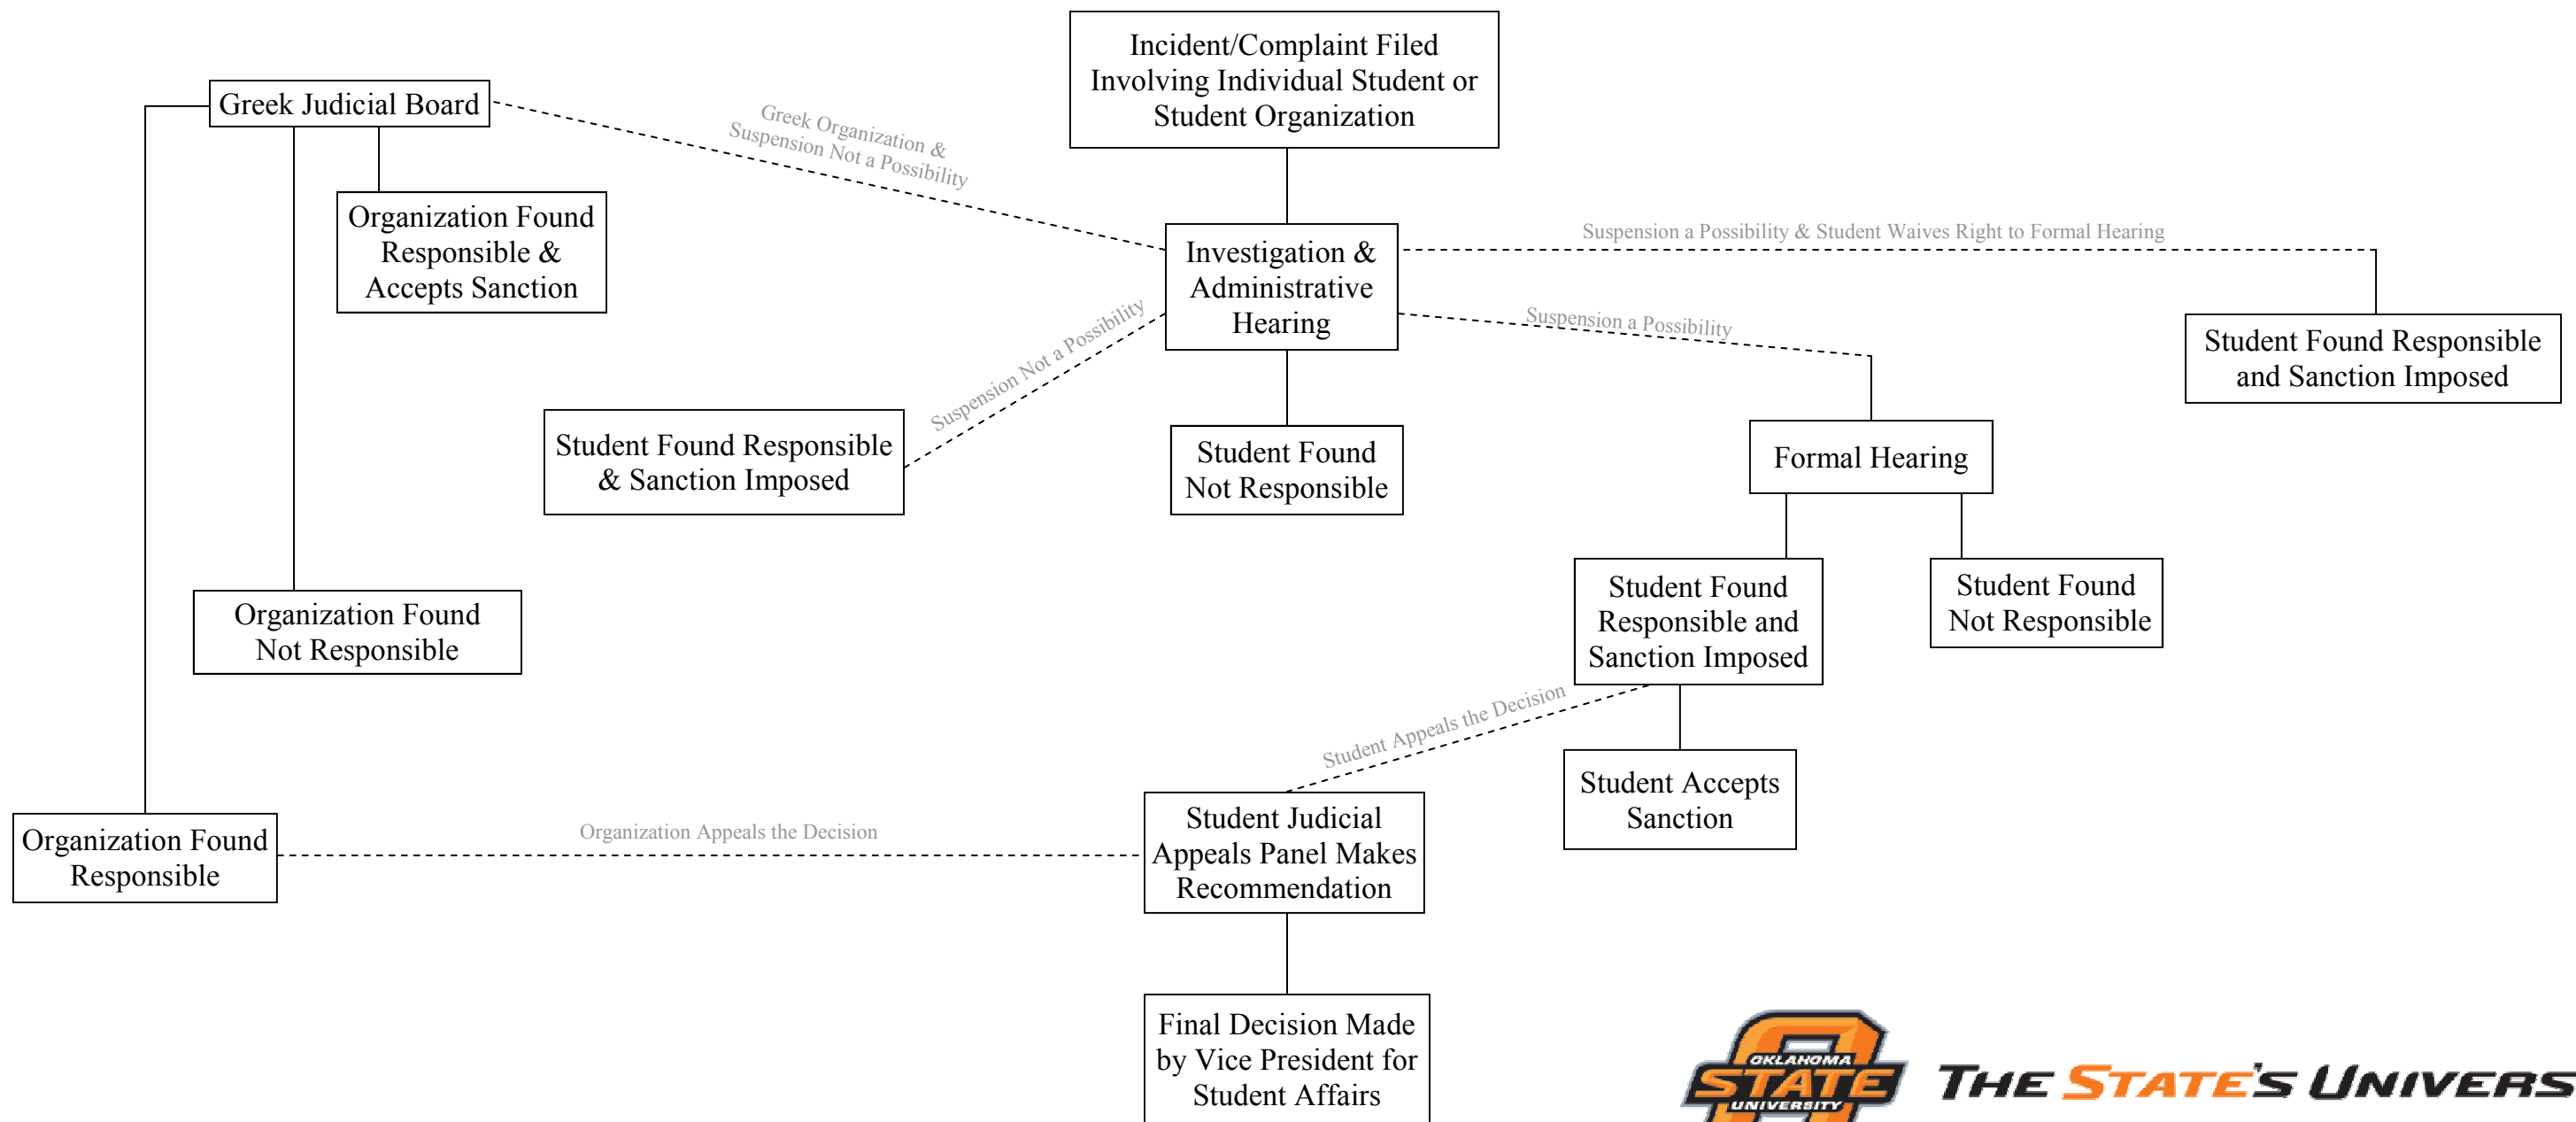 Incident/Complaint Filed
Involving Individual Student or
Student Organization
Greek Judicial Board
Greek Organization &
Suspension Not a Possibility
Organization Found
Responsible &
Accepts Sanction
Investigation &
Administrative
Hearing
Suspension a Possibility & Student Waives Right to Formal Hearing
Suspension a Possibility
Suspension Not a Possibility
Student Found Responsible
and Sanction Imposed
Student Found Responsible
& Sanction Imposed
Student Found
Not Responsible
Formal Hearing
Organization Found
Not Responsible
Student Found
Responsible and
Sanction Imposed
Student Found
Not Responsible
Student Appeals the Decision
Student Accepts
Sanction
Organization Found
Responsible
Organization Appeals the Decision
Student Judicial
Appeals Panel Makes
Recommendation
Final Decision Made
by Vice President for
Student Affairs
OKLAHOMA
STATE
UNIVERSITY
THE STATE'S UNIVERS